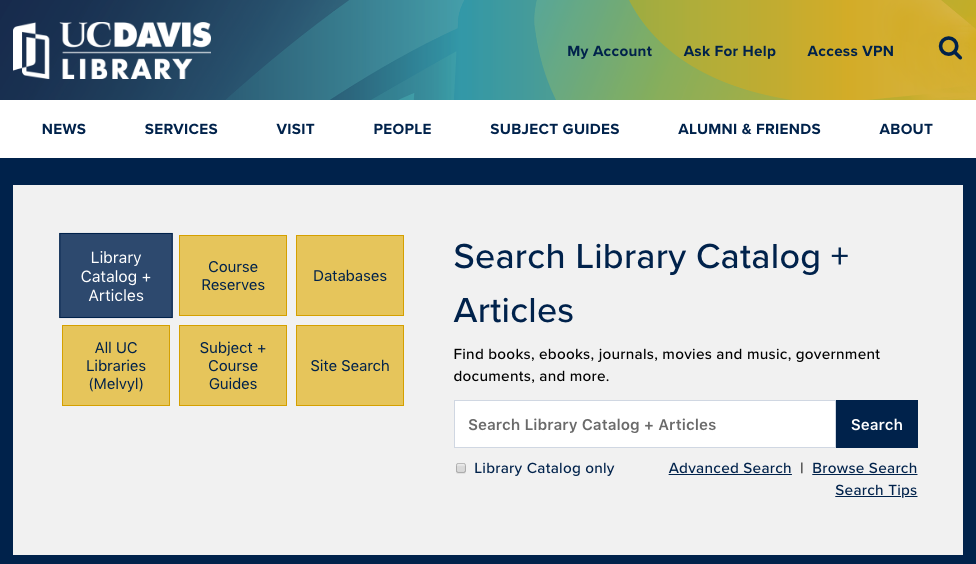 UCDAVIS
LIBRARY
My Account Ask For Help Access VPN
NEWS SERVICES VISIT PEOPLE SUBJECT GUIDES ALUMNI & FRIENDS ABOUT
Library
Catalog +
Articles
Course
Reserves
Databases
All UC
Libraries
(Melvyl)
Subject +
Course
Guides
Site Search
Search Library Catalog +
Articles
Find books, ebooks, journals, movies and music, government
documents, and more.
Search Library Catalog + Articles Search
Library Catalog only Advanced Search | Browse Search
Search Tips